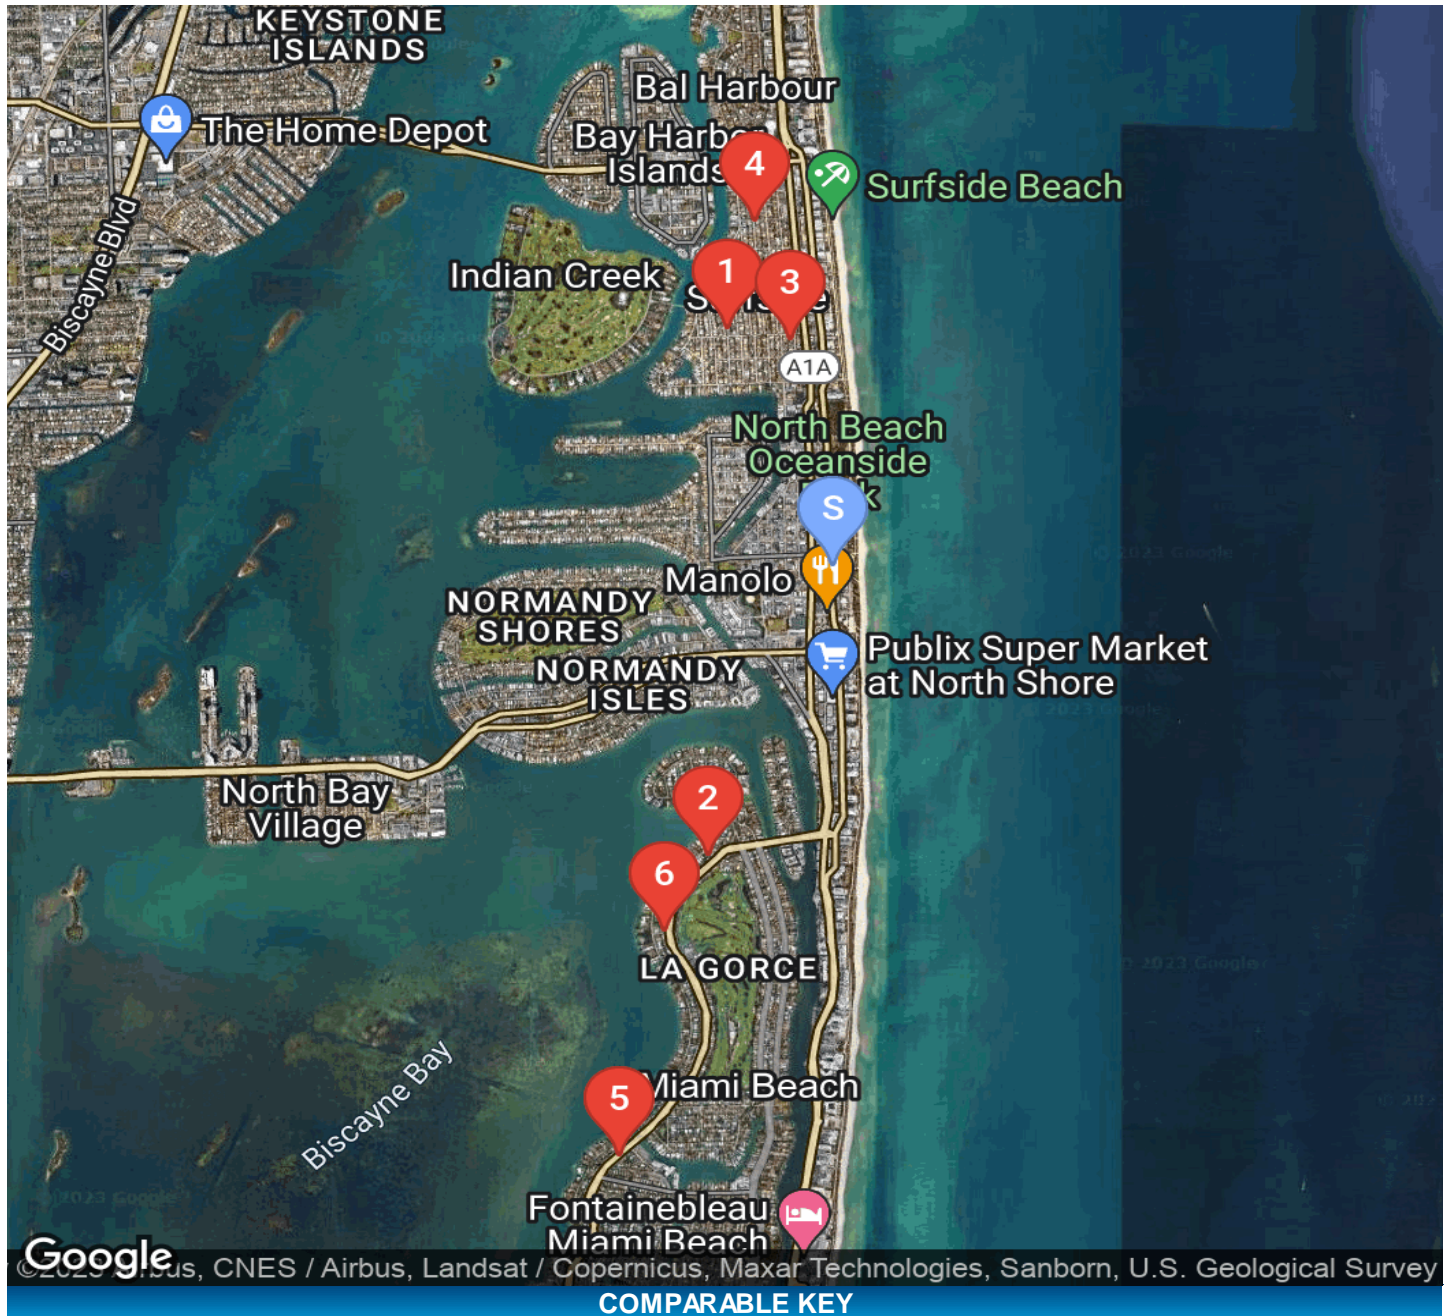 KEYSTONE
ISLANDS
Bal Harbour
The Home Depot
Bay Harbor
Islands
4
Surfside Beach
Biscayne Blvd
Indian Creek
1
3
A1A
North Beach
Oceanside
S
Manolo
NORMANDY
SHORES
Publix Super Market
at North Shore
NORMANDY
ISLES
North Bay
Village
2
6
LA GORCE
Biscayne Bay
Miami Beach
5
Fontainebleau
Miami Beach
Google
©2023 Airbus, CNES / Airbus, Landsat / Copernicus, Maxar Technologies, Sanborn, U.S. Geological Survey
COMPARABLE KEY